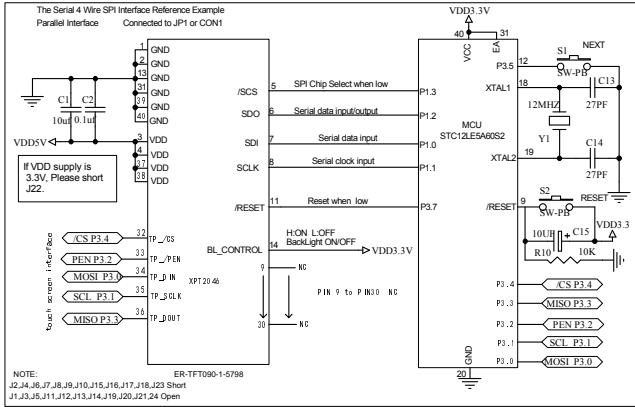 The Serial 4 Wire SPI Interface Reference Example
Parallel Interface Connected to JP1 or CON1
VDD3.3V
40 31
VCC
EA
1 GND
2 GND
13 GND
31 GND
39 GND
40 GND
C1
10uf
C2
0.1uf
VDD5V
3 VDD
4 VDD
37 VDD
38 VDD
If VDD supply is
3.3V, Please short
J22.
/SCS 5 SPI Chip Select when low P1.3
SDO 6 Serial data input/output P1.2
SDI 7 Serial data input P1.0
SCLK 8 Serial clock input P1.1
/RESET 11 Reset when low P3.7
H:ON L:OFF
BL_CONTROL 14 BackLight ON/OFF VDD3.3V
9 NC
PIN 9 to PIN30 NC
30 NC
MCU
STC12LE5A60S2
P3.5 12
S1 NEXT
SW-PB
XTAL1 18
C13
27PF
12MHZ
Y1
XTAL2 19
C14
27PF
/RESET 9
S2 RESET
SW-PB
10UF C15
VDD3.3
R10 10K
P3.4 /CS P3.4
P3.3 MISO P3.3
P3.2 PEN P3.2
P3.1 SCL P3.1
P3.0 MOSI P3.0
GND
20
touch screen interface
/CS P3.4 32 TP_/CS
PEN P3.2 33 TP_/PEN
MOSI P3.0 34 TP_DIN
SCL P3.1 35 TP_SCLK
MISO P3.3 36 TP_DOUT
XPT2046
ER-TFT090-1-5798
NOTE:
J2,J4,J6,J7,J8,J9,J10,J15,J16,J17,J18,J23 Short
J1,J3,J5,J11,J12,J13,J14,J19,J20,J21,24 Open